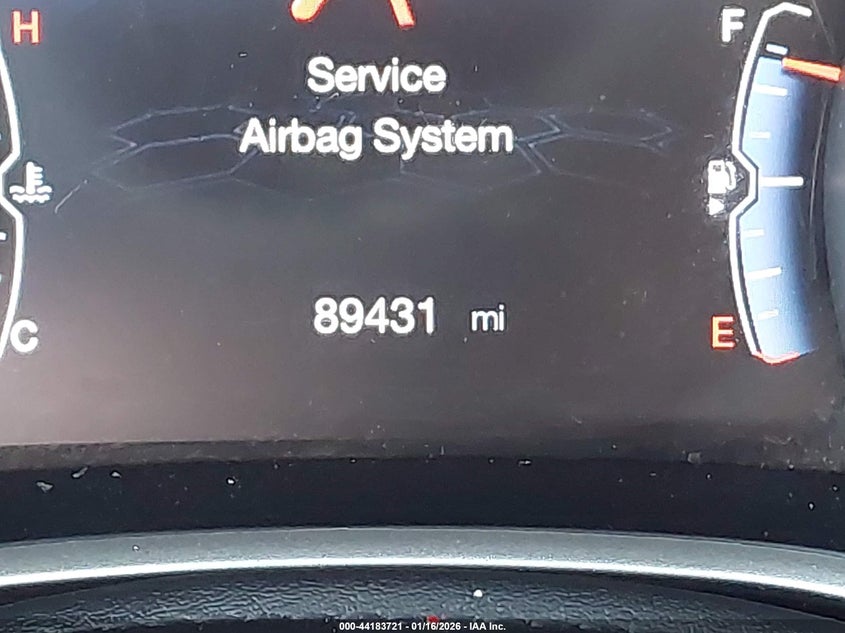 H
F
Service
Airbag System
89431 mi
C
E
000-44183721 - 01/16/2026 - IAA Inc.